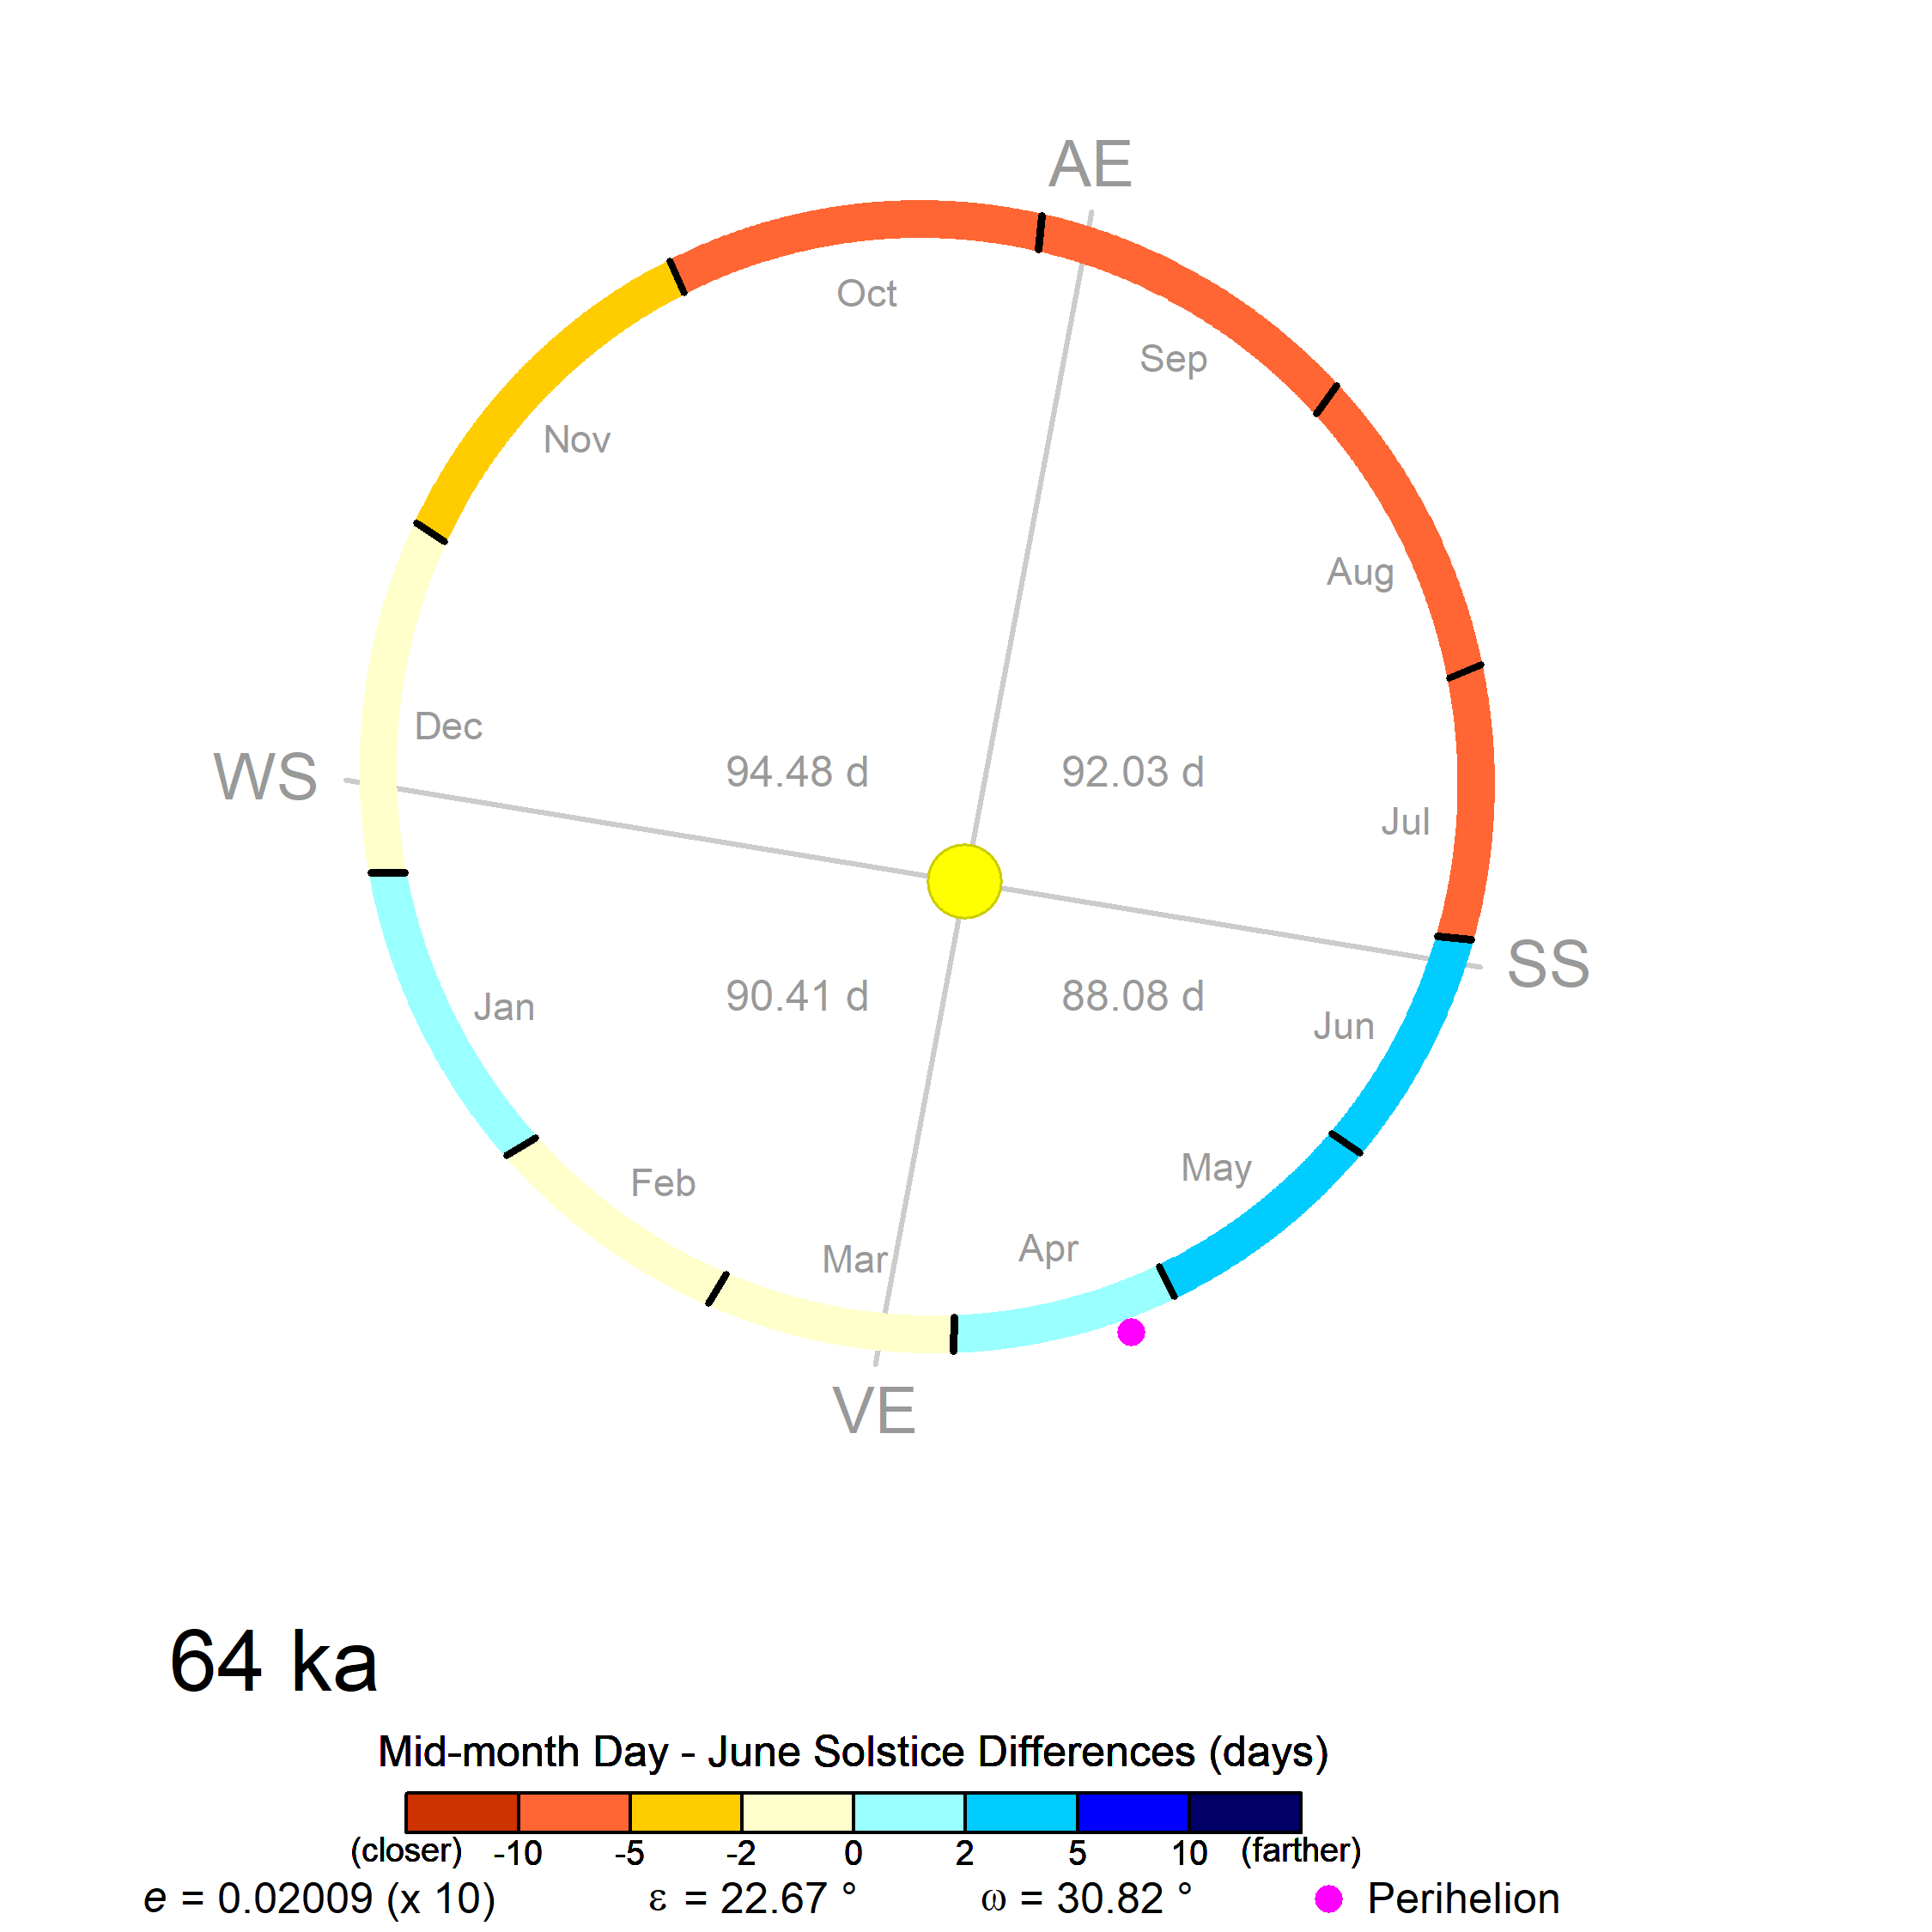 AE
Oct
Sep
Nov
Aug
Dec
WS
94.48 d
92.03 d
Jul
SS
90.41 d
88.08 d
Jan
Jun
Feb
May
Mar
Apr
VE
64 ka
Mid-month Day - June Solstice Differences (days)
(closer) -10 -5 -2 0 2 5 10 (farther)
e = 0.02009 (x 10) ε = 22.67 ° ω = 30.82 ° Perihelion